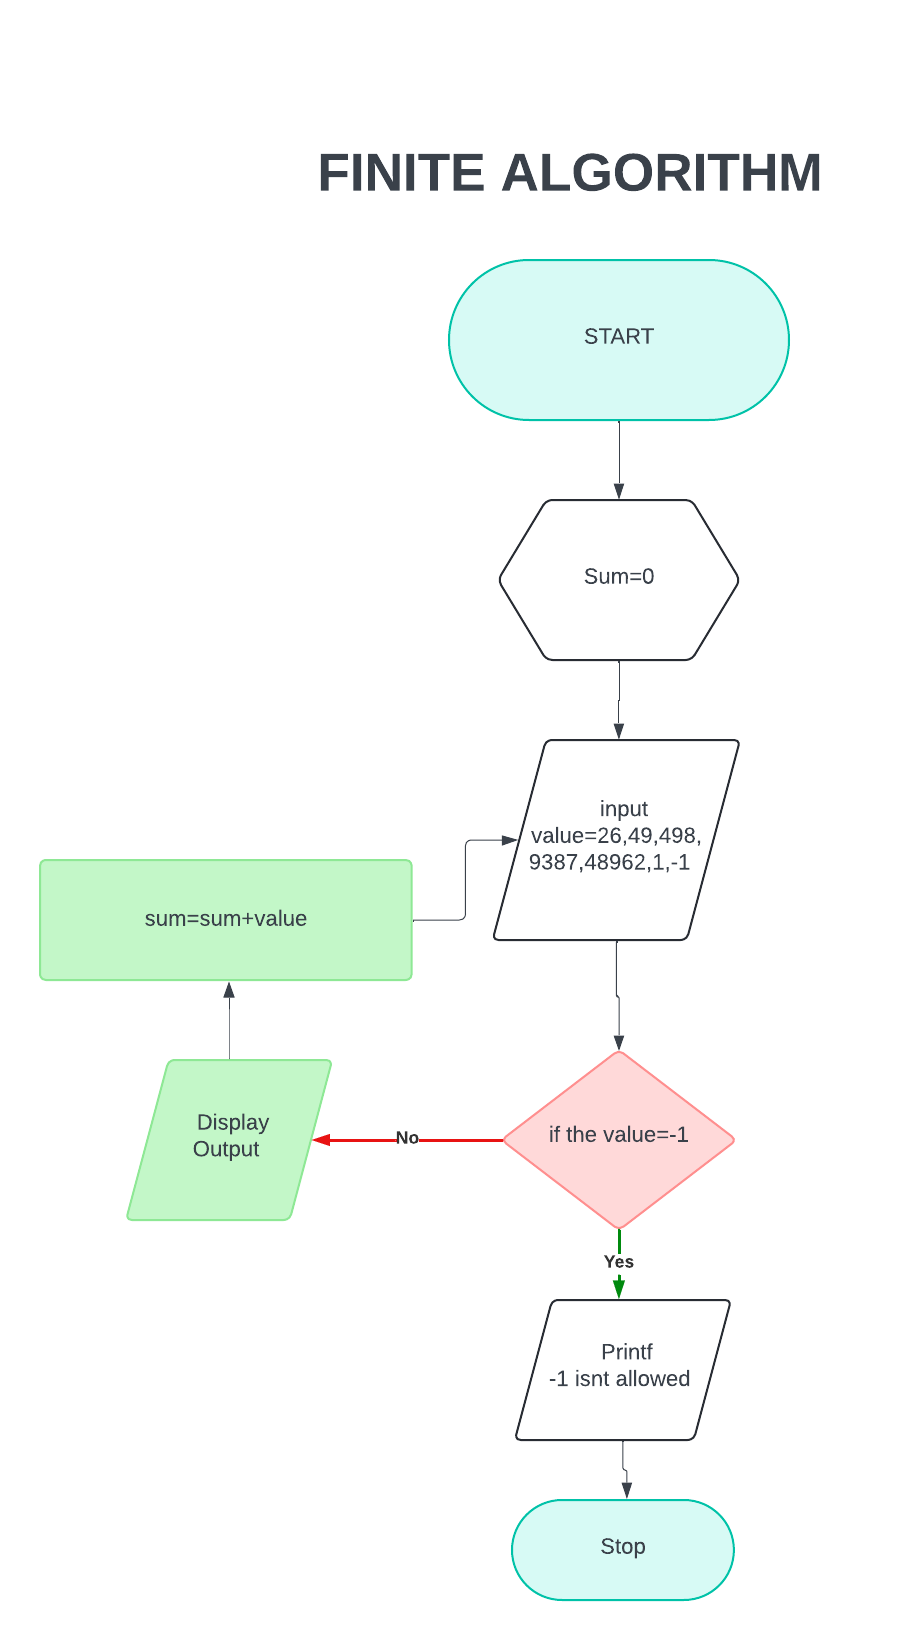 FINITE ALGORITHM
START
Sum=0
input
value=26,49,498,
9387,48962,1,-1
sum=sum+value
Display
Output
No
if the value=-1
Yes
Printf
-1 isnt allowed
Stop